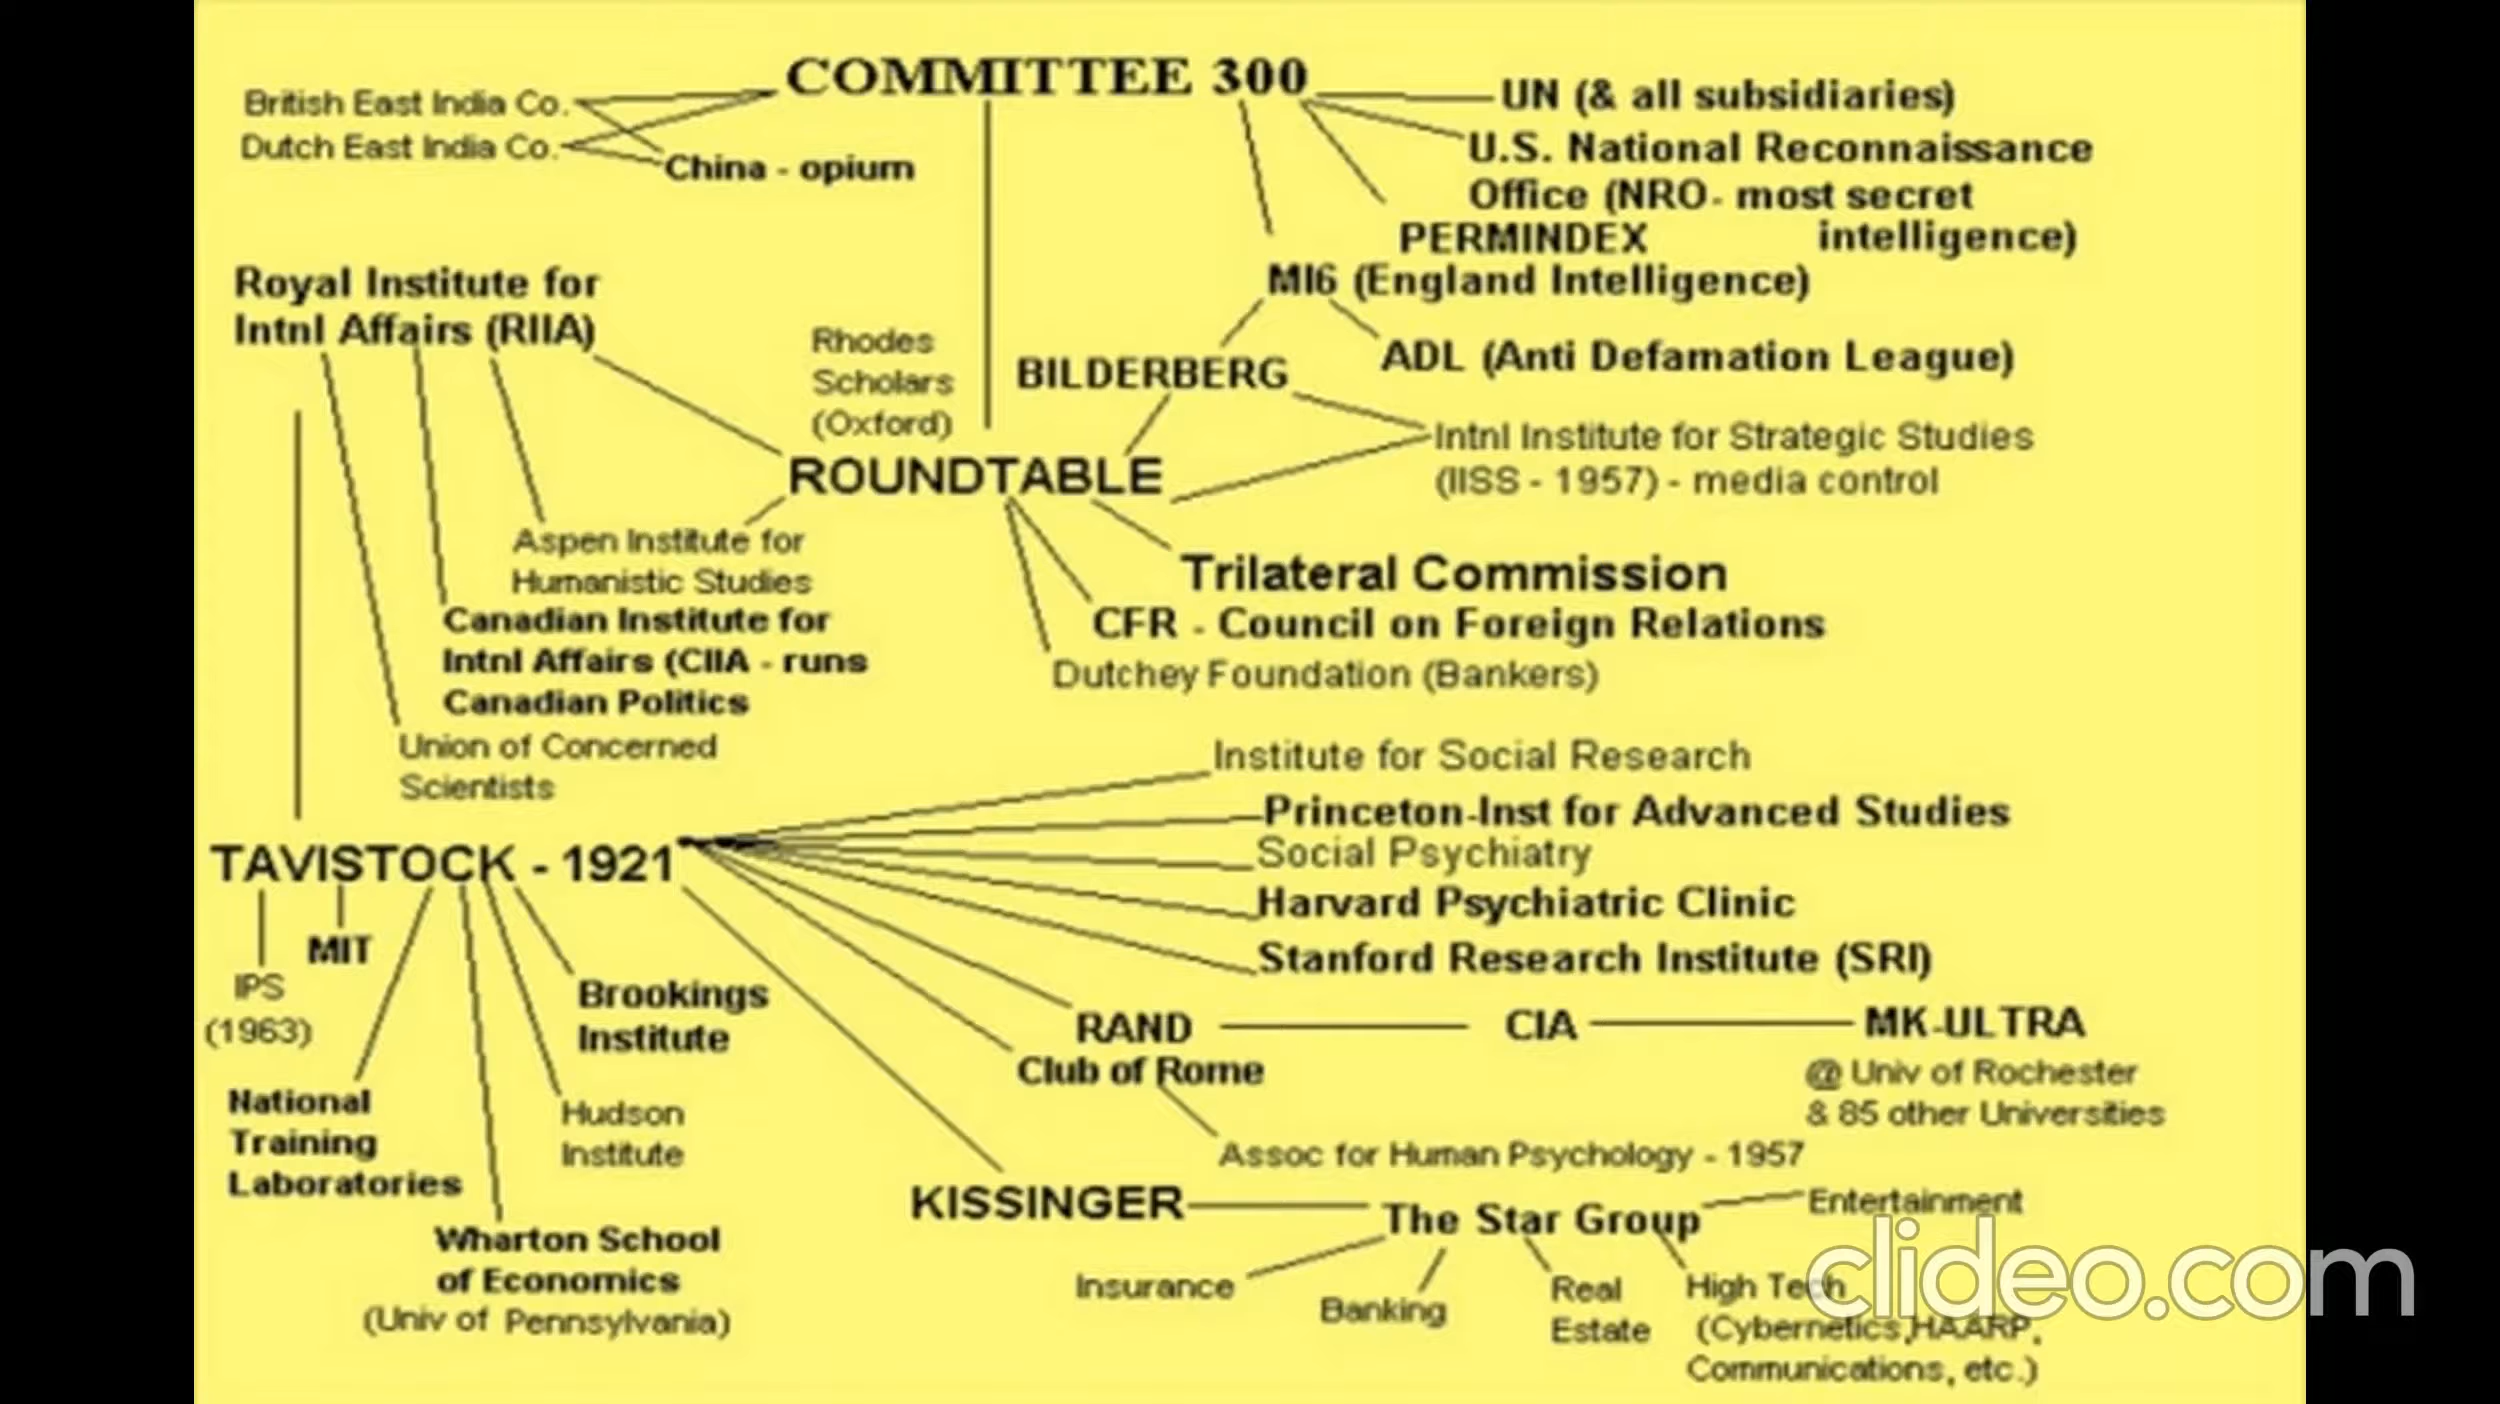 COMMITTEE 300
British East India Co.
Dutch East India Co.
China - opium
UN (& all subsidiaries)
U.S. National Reconnaissance
Office (NRO- most secret
PERMINDEX intelligence)
MI6 (England Intelligence)
ADL (Anti Defamation League)
Royal Institute for
Intnl Affairs (RIIA)
Rhodes
Scholars
(Oxford)
BILDERBERG
Intnl Institute for Strategic Studies
(IISS - 1957) - media control
ROUNDTABLE
Aspen Institute for
Humanistic Studies
Trilateral Commission
CFR - Council on Foreign Relations
Dutchey Foundation (Bankers)
Canadian Institute for
Intnl Affairs (CIIA - runs
Canadian Politics
Union of Concerned
Scientists
TAVISTOCK - 1921
Institute for Social Research
Princeton-Inst for Advanced Studies
Social Psychiatry
Harvard Psychiatric Clinic
Stanford Research Institute (SRI)
MIT
IPS
(1963)
Brookings
Institute
RAND
CIA
MK-ULTRA
@ Univ of Rochester
& 85 other Universities
Club of Rome
Assoc for Human Psychology - 1957
National
Training
Laboratories
Hudson
Institute
Wharton School
of Economics
(Univ of Pennsylvania)
KISSINGER
The Star Group
Entertainment
Insurance
Banking
Real
Estate
High Tech
(Cybernetics,HAARP,
Communications, etc.)
clideo.com